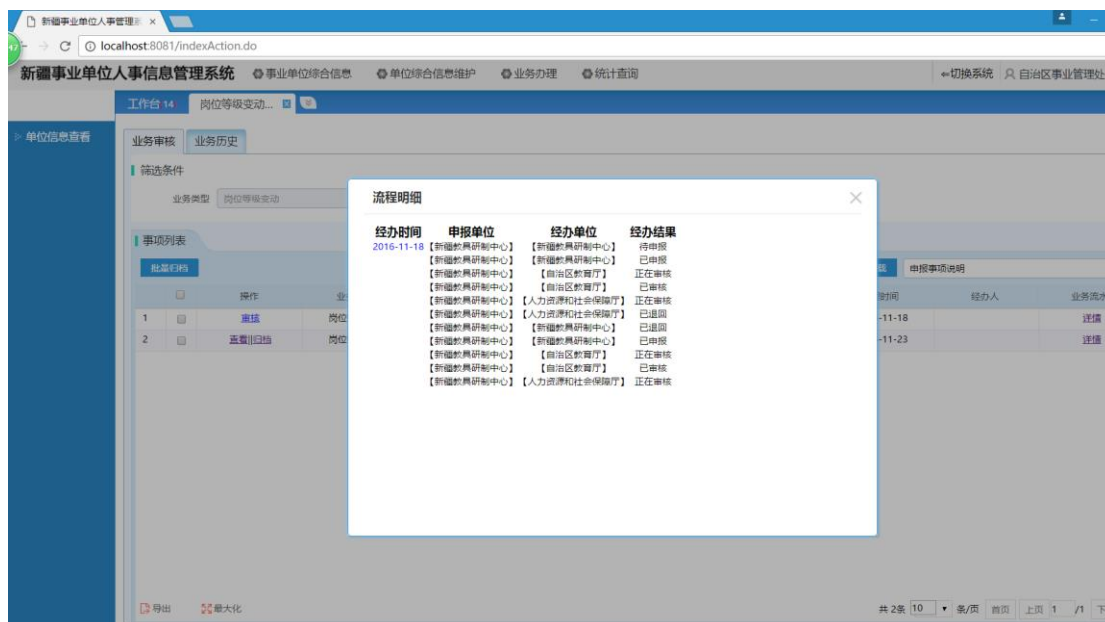 新疆事业单位人事管理 ×
localhost:8081/indexAction.do
新疆事业单位人事信息管理系统 事业单位综合信息 单位综合信息维护 业务办理 统计查询 切换系统 自治区事业管理处
工作台(14) 岗位等级变动...
单位信息查看
业务审核 业务历史
筛选条件
业务类型 岗位等级变动
流程明细
经办时间 申报单位 经办单位 经办结果
2016-11-18 【新疆教具研制中心】 【新疆教具研制中心】 待申报
【新疆教具研制中心】 【新疆教具研制中心】 已申报
【新疆教具研制中心】 【自治区教育厅】 正在审核
【新疆教具研制中心】 【自治区教育厅】 已审核
【新疆教具研制中心】 【人力资源和社会保障厅】 正在审核
【新疆教具研制中心】 【人力资源和社会保障厅】 已退回
【新疆教具研制中心】 【新疆教具研制中心】 已退回
【新疆教具研制中心】 【新疆教具研制中心】 已申报
【新疆教具研制中心】 【自治区教育厅】 正在审核
【新疆教具研制中心】 【自治区教育厅】 已审核
【新疆教具研制中心】 【人力资源和社会保障厅】 正在审核
事项列表
批量归档 申报事项说明
操作 业 时间 经办人 业务流水
1 审核 岗位 -11-18 详情
2 查看||归档 岗位 -11-23 详情
导出 最大化 共 2条 10 条/页 首页 上页 1 /1 下